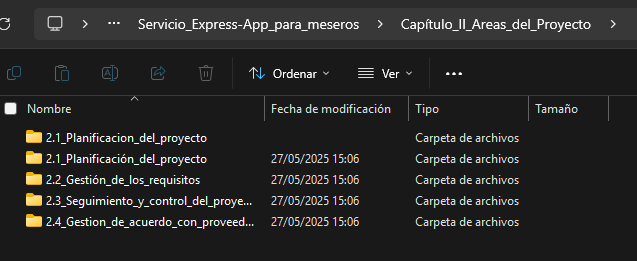 Servicio_Express-App_para_meseros > Capítulo_II_Areas_del_Proyecto >
Ordenar Ver
Nombre Fecha de modificación Tipo Tamaño
2.1_Planificacion_del_proyecto Carpeta de archivos
2.1_Planificación_del_proyecto 27/05/2025 15:06 Carpeta de archivos
2.2_Gestión_de_los_requisitos 27/05/2025 15:06 Carpeta de archivos
2.3_Seguimiento_y_control_del_proye... 27/05/2025 15:06 Carpeta de archivos
2.4_Gestion_de_acuerdo_con_proveed... 27/05/2025 15:06 Carpeta de archivos